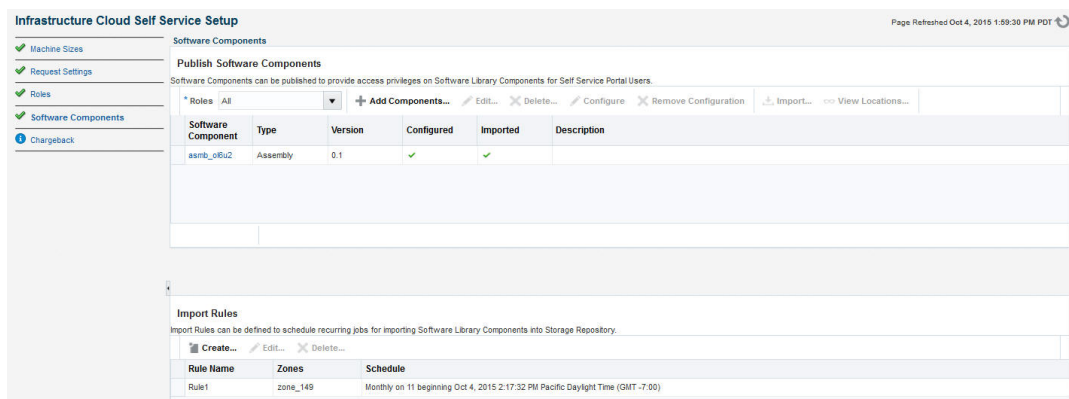 Infrastructure Cloud Self Service Setup
Page Refreshed Oct 4, 2015 1:59:30 PM PDT
Machine Sizes
Request Settings
Roles
Software Components
Chargeback
Software Components
Publish Software Components
Software Components can be published to provide access privileges on Software Library Components for Self Service Portal Users.
* Roles All Add Components... Edit... Delete... Configure Remove Configuration Import... View Locations...
Software Component Type Version Configured Imported Description
asmb_ol6u2 Assembly 0.1
Import Rules
Import Rules can be defined to schedule recurring jobs for importing Software Library Components into Storage Repository.
Create... Edit... Delete...
Rule Name Zones Schedule
Rule1 zone_149 Monthly on 11 beginning Oct 4, 2015 2:17:32 PM Pacific Daylight Time (GMT -7:00)